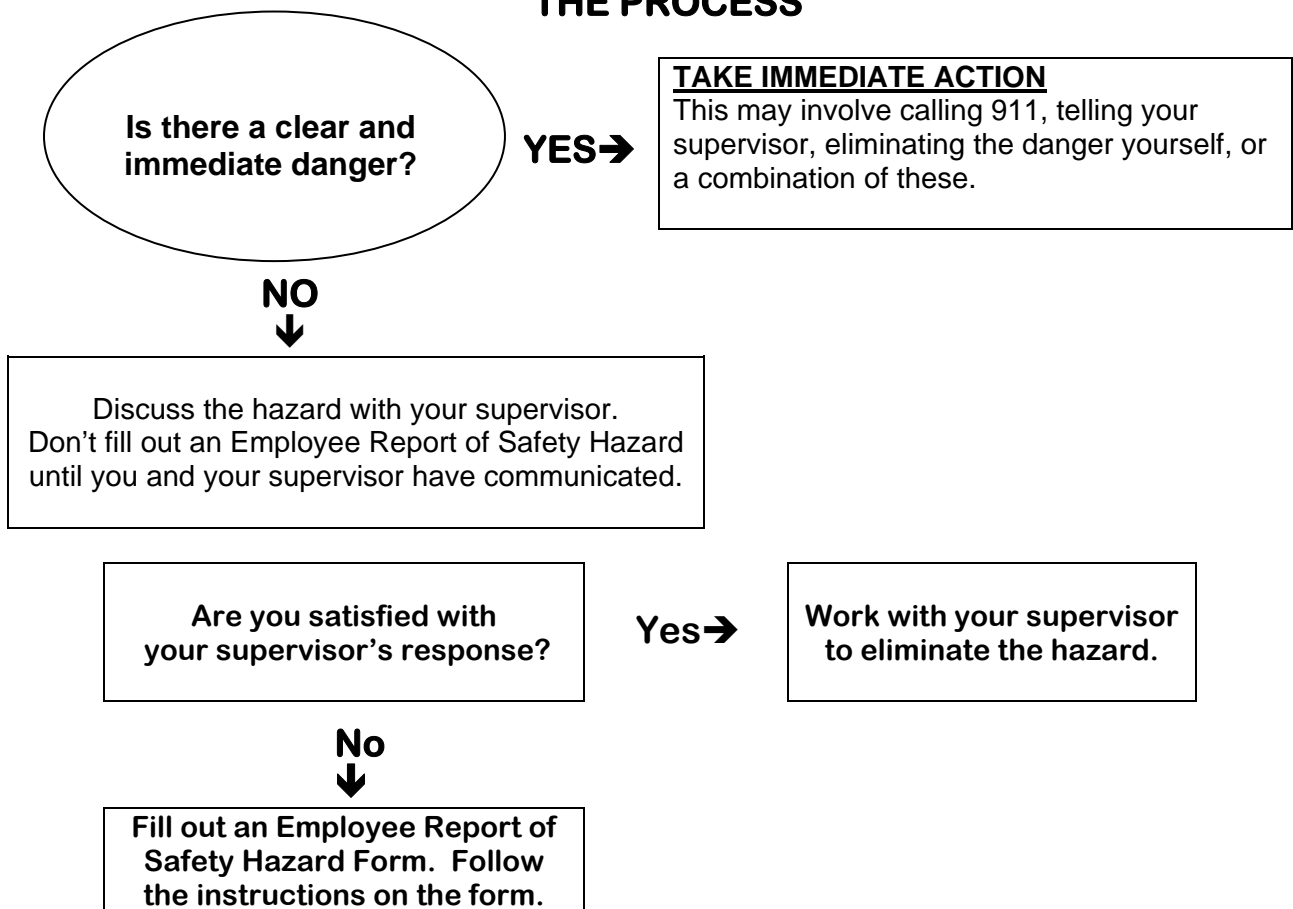 THE PROCESS
Is there a clear and
immediate danger?
YES➔
TAKE IMMEDIATE ACTION
This may involve calling 911, telling your
supervisor, eliminating the danger yourself, or
a combination of these.
NO
Discuss the hazard with your supervisor.
Don’t fill out an Employee Report of Safety Hazard
until you and your supervisor have communicated.
Are you satisfied with
your supervisor’s response?
Yes➔
Work with your supervisor
to eliminate the hazard.
No
Fill out an Employee Report of
Safety Hazard Form.  Follow
the instructions on the form.